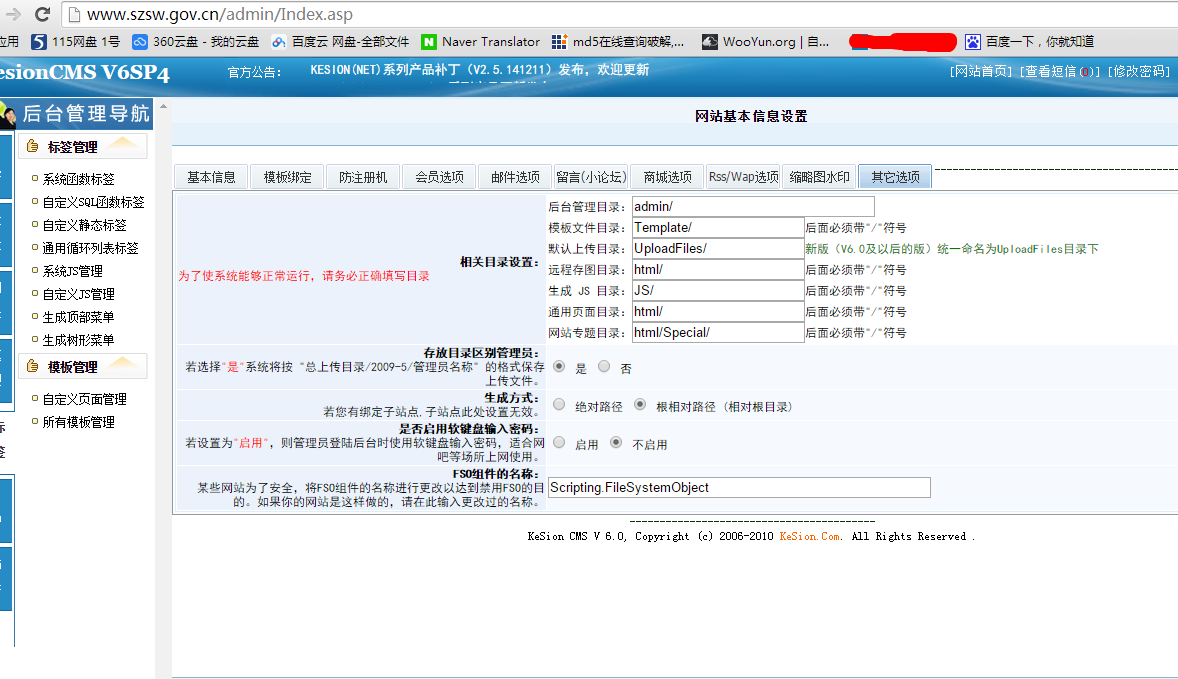 www.szsw.gov.cn/admin/Index.asp
应用 115网盘 1号 360云盘 - 我的云盘 百度云 网盘-全部文件 Naver Translator md5在线查询破解,... WooYun.org | 自... 百度一下，你就知道
esionCMS V6SP4 官方公告： KESION(NET)系列产品补丁（V2.5.141211）发布，欢迎更新 [网站首页] [查看短信(0)] [修改密码]
后台管理导航
网站基本信息设置
标签管理
系统函数标签
自定义SQL函数标签
自定义静态标签
通用循环列表标签
系统JS管理
自定义JS管理
生成顶部菜单
生成树形菜单
模板管理
自定义页面管理
所有模板管理
基本信息 模板绑定 防注册机 会员选项 邮件选项 留言(小论坛) 商城选项 Rss/Wap选项 缩略图水印 其它选项
相关目录设置：
为了使系统能够正常运行，请务必正确填写目录
后台管理目录： admin/
模板文件目录： Template/ 后面必须带"/"符号
默认上传目录： UploadFiles/ 新版（V6.0及以后的版）统一命名为UploadFiles目录下
远程存图目录： html/ 后面必须带"/"符号
生成 JS 目录： JS/ 后面必须带"/"符号
通用页面目录： html/ 后面必须带"/"符号
网站专题目录： html/Special/ 后面必须带"/"符号
存放目录区别管理员：
若选择"是"系统将按 "总上传目录/2009-5/管理员名称" 的格式保存
上传文件。
是 否
生成方式：
若您有绑定子站点,子站点此处设置无效。
绝对路径 根相对路径（相对根目录）
是否启用软键盘输入密码：
若设置为"启用"，则管理员登陆后台时使用软键盘输入密码，适合网
吧等场所上网使用。
启用 不启用
FSO组件的名称：
某些网站为了安全，将FSO组件的名称进行更改以达到禁用FSO的目
的。如果你的网站是这样做的，请在此输入更改过的名称。
Scripting.FileSystemObject
KeSion CMS V 6.0, Copyright (c) 2006-2010 KeSion.Com. All Rights Reserved .